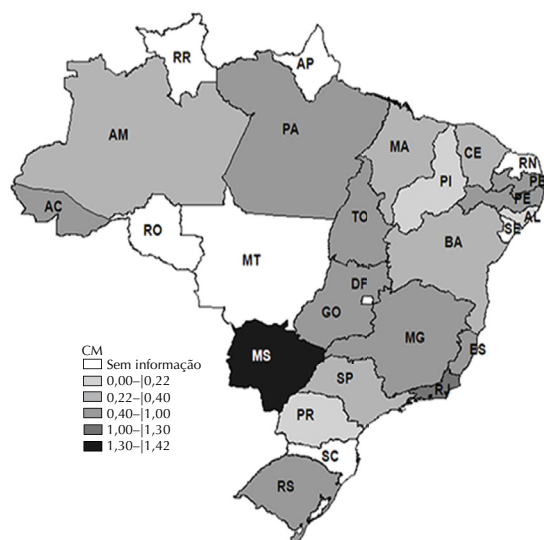 RR
AP
AM
PA
MA
CE
RN
PI
PB
PE
AC
TO
AL
SE
RO
BA
MT
DF
GO
MG
MS
ES
CM
Sem informação
0,00–|0,22
0,22–|0,40
0,40–|1,00
1,00–|1,30
1,30–|1,42
SP
RJ
PR
SC
RS